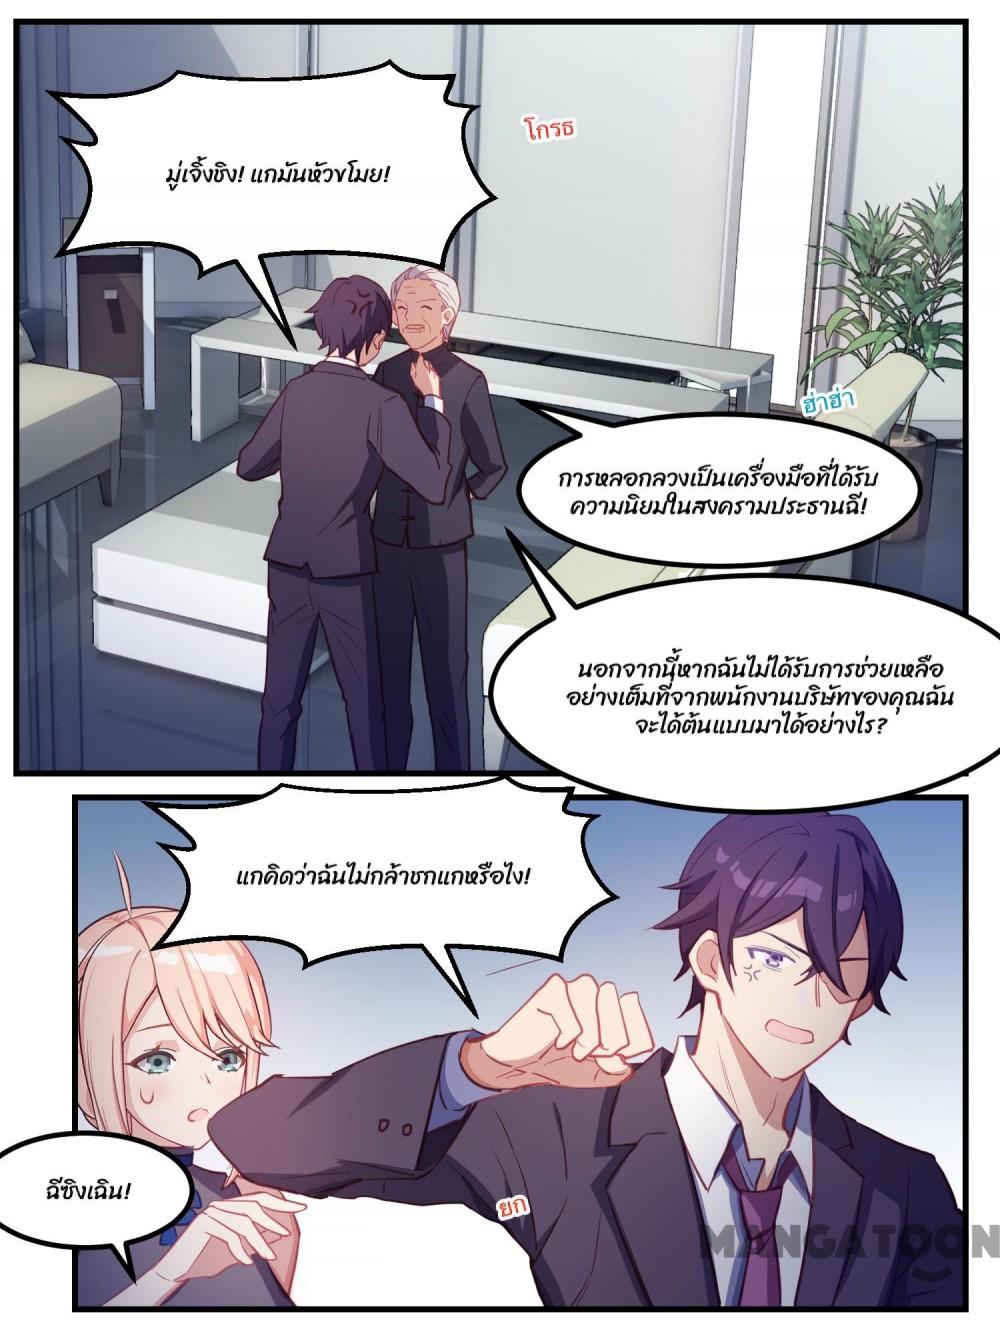 โกรธ
มู่เจิ้งชิง! แกมันหัวขโมย!
ฮ่าฮ่า
การหลอกลวงเป็นเครื่องมือที่ได้รับ
ความนิยมในสงครามประธานฉี!
นอกจากนี้หากฉันไม่ได้รับการช่วยเหลือ
อย่างเต็มที่จากพนักงานบริษัทของคุณฉัน
จะได้ต้นแบบมาได้อย่างไร?
แกคิดว่าฉันไม่กล้าชกแกหรือไง!
ฉีซิงเฉิน!
ยก
MANGATOON